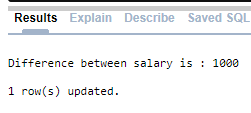 Results Explain Describe Saved SQL
Difference between salary is : 1000
1 row(s) updated.